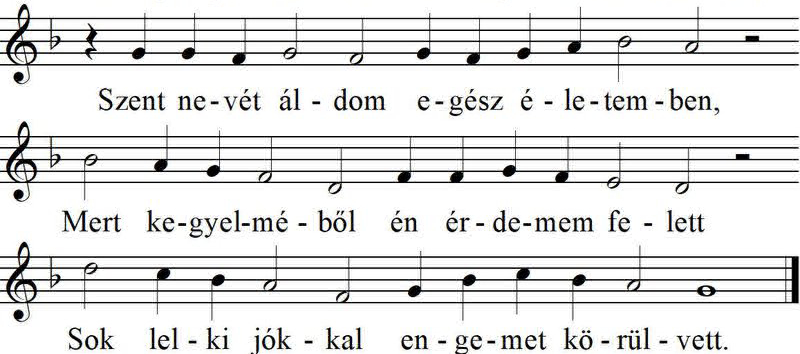 Szent ne-vét ál-dom e-gész é-le-tem-ben,
Mert ke-gyel-mé-ből én ér-de-mem fe-lett
Sok lel-ki jók-kal en-ge-met kö-rül-vett.